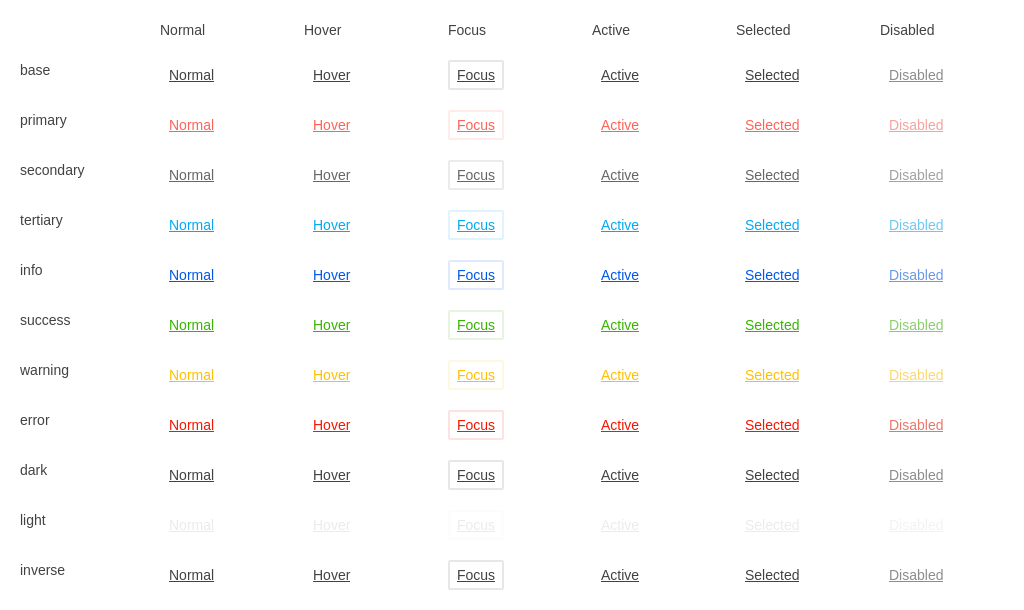 Normal Hover Focus Active Selected Disabled
base Normal Hover Focus Active Selected Disabled
primary Normal Hover Focus Active Selected Disabled
secondary Normal Hover Focus Active Selected Disabled
tertiary Normal Hover Focus Active Selected Disabled
info Normal Hover Focus Active Selected Disabled
success Normal Hover Focus Active Selected Disabled
warning Normal Hover Focus Active Selected Disabled
error Normal Hover Focus Active Selected Disabled
dark Normal Hover Focus Active Selected Disabled
light Normal Hover Focus Active Selected Disabled
inverse Normal Hover Focus Active Selected Disabled